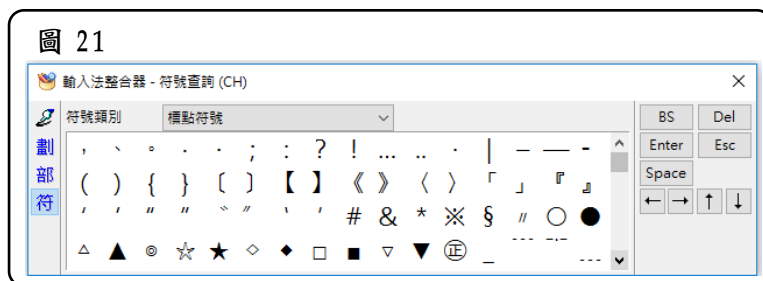 圖 21
輸入法整合器 - 符號查詢 (CH)
符號類別 標點符號
劃
部
符
， 、 。 . ‧ ; : ? ! … ‥ · | – — -
( ) { } 〔 〕 【 】 《 》 〈 〉 「 」 『 』
‘ ’ “ ” 〝 〞 ‵ ′ # & * ※ § 〃 ○ ●
△ ▲ ◎ ☆ ★ ◇ ◆ □ ■ ▽ ▼ ㊣ _
BS Del
Enter Esc
Space
← → ↑ ↓